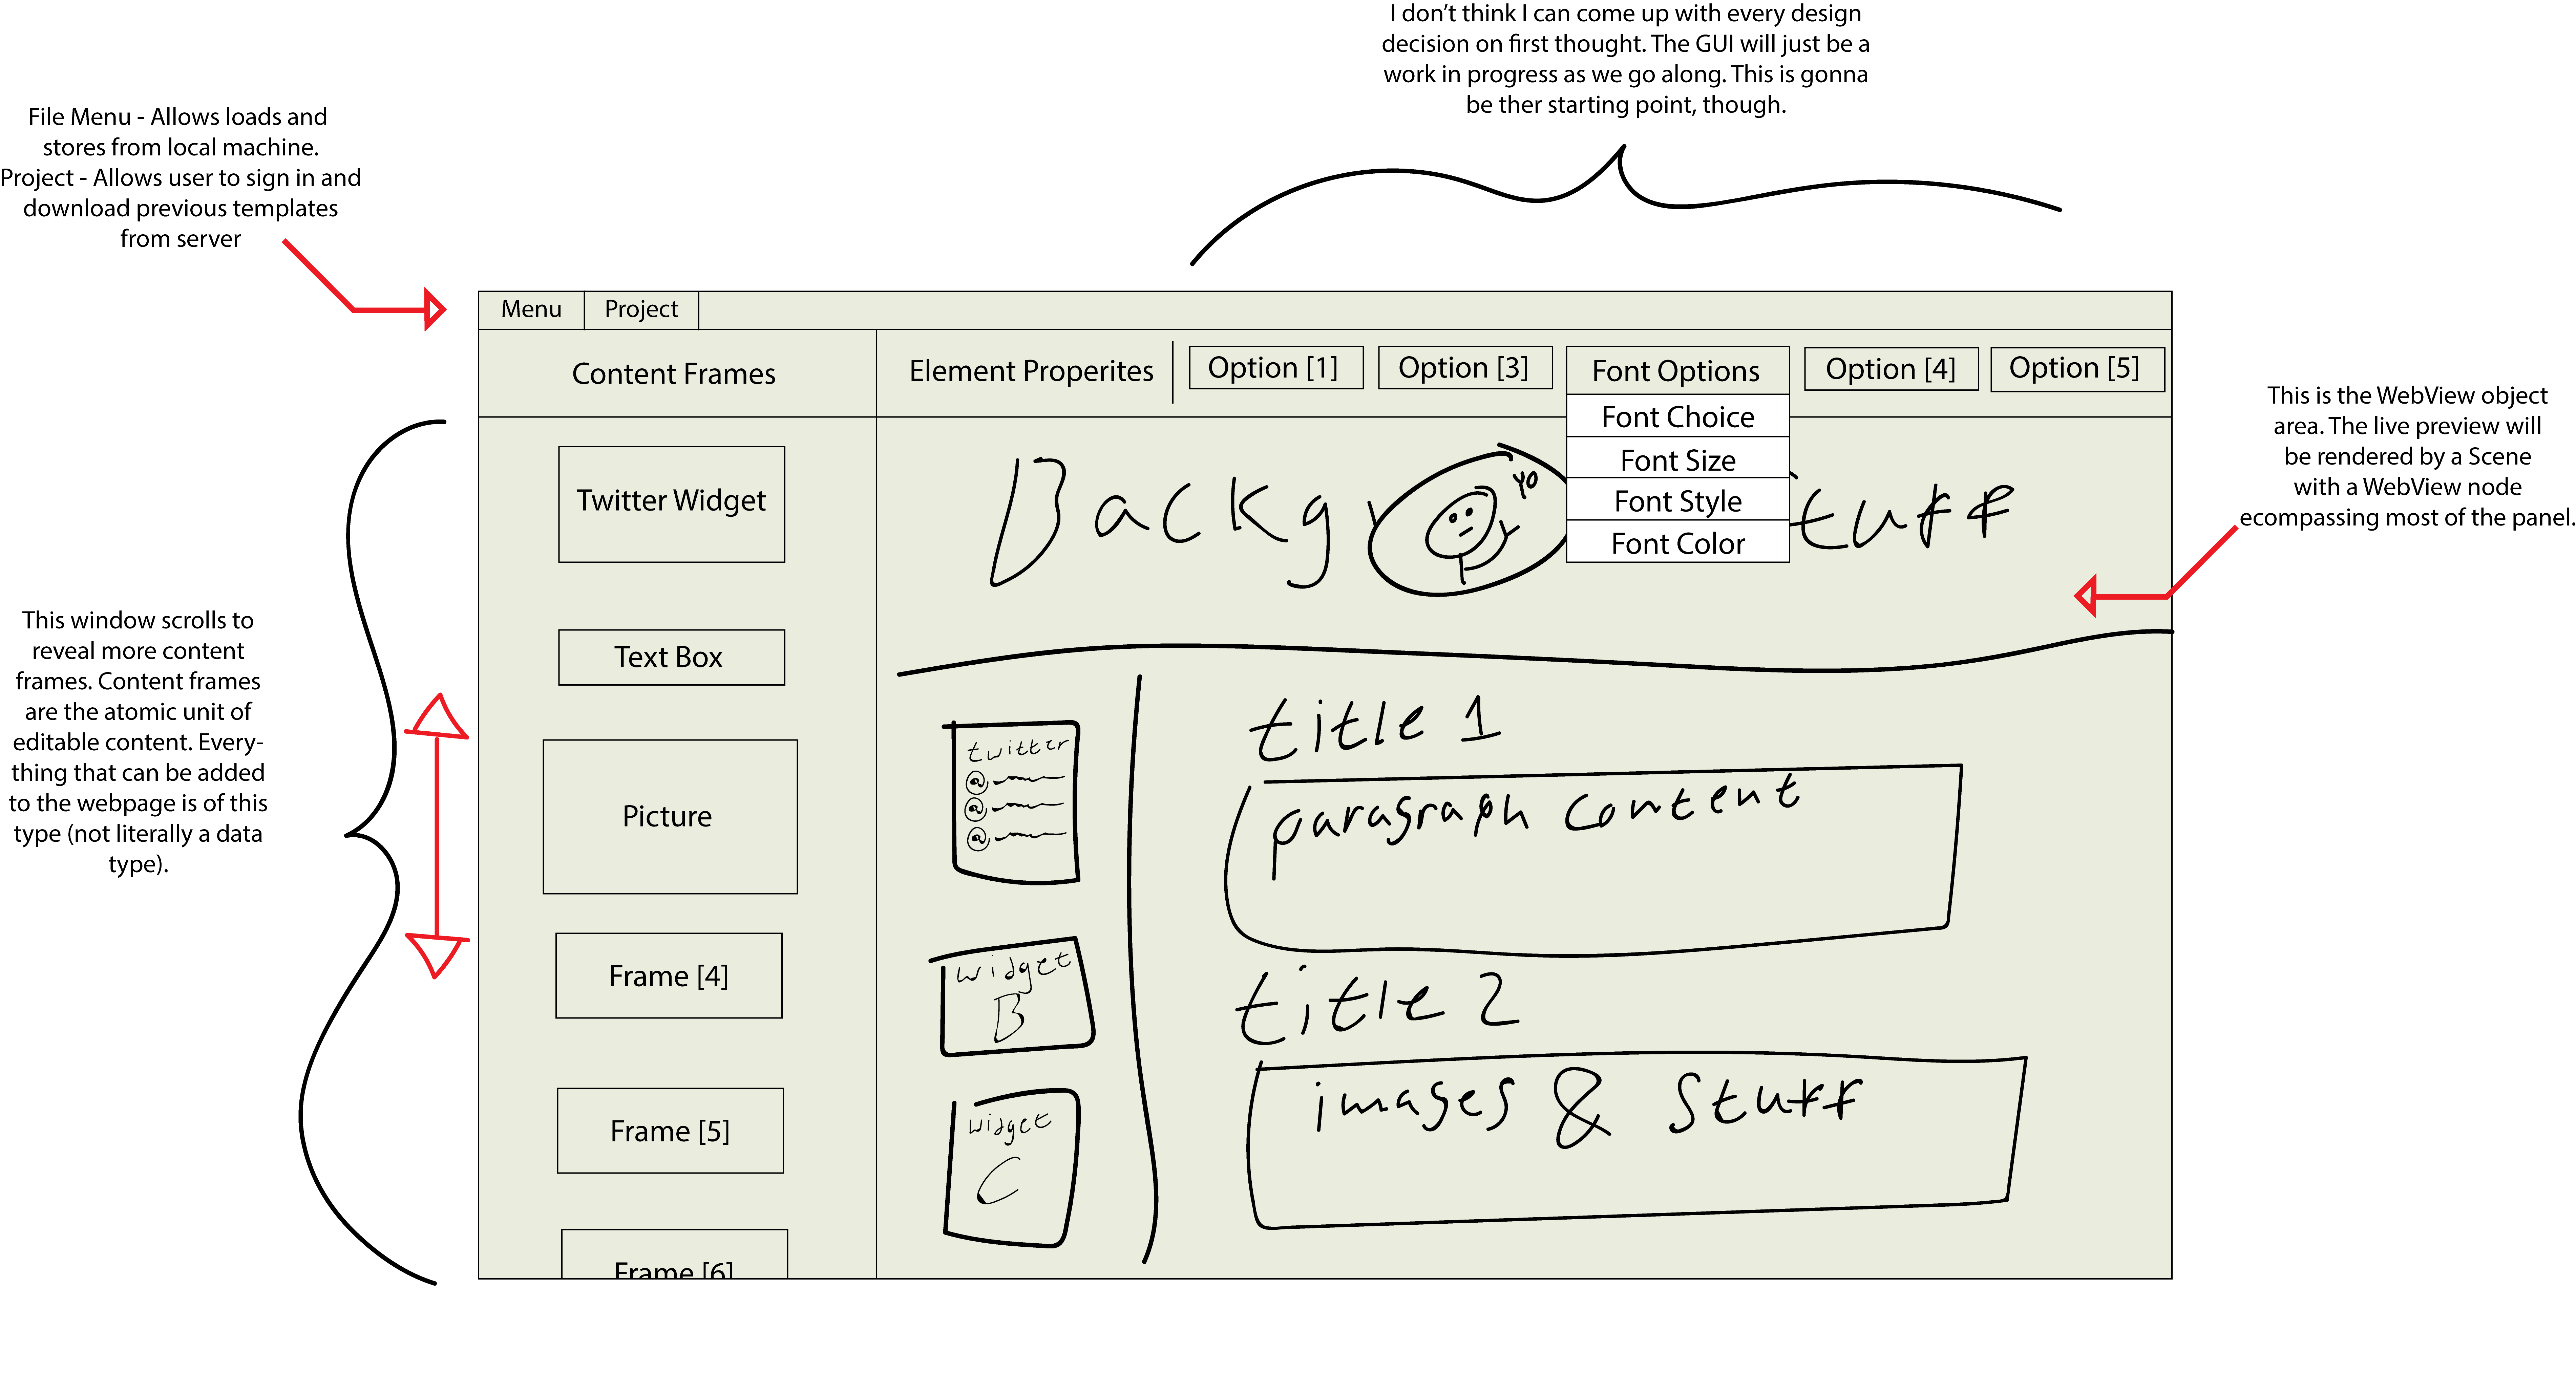 I don't think I can come up with every design
decision on first thought. The GUI will just be a
work in progress as we go along. This is gonna
be ther starting point, though.
File Menu - Allows loads and
stores from local machine.
Project - Allows user to sign in and
download previous templates
from server
Menu
Project
Content Frames
Element Properites
Option [1]
Option [3]
Font Options
Option [4]
Option [5]
Font Choice
Font Size
Font Style
Font Color
This is the WebView object
area. The live preview will
be rendered by a Scene
with a WebView node
ecompassing most of the panel.
This window scrolls to
reveal more content
frames. Content frames
are the atomic unit of
editable content. Every-
thing that can be added
to the webpage is of this
type (not literally a data
type).
Twitter Widget
Text Box
Picture
Frame [4]
Frame [5]
Frame [6]
Backg
YO
tuff
twitter
@
@
@
widget
B
widget
C
title 1
paragraph content
title 2
images & Stuff